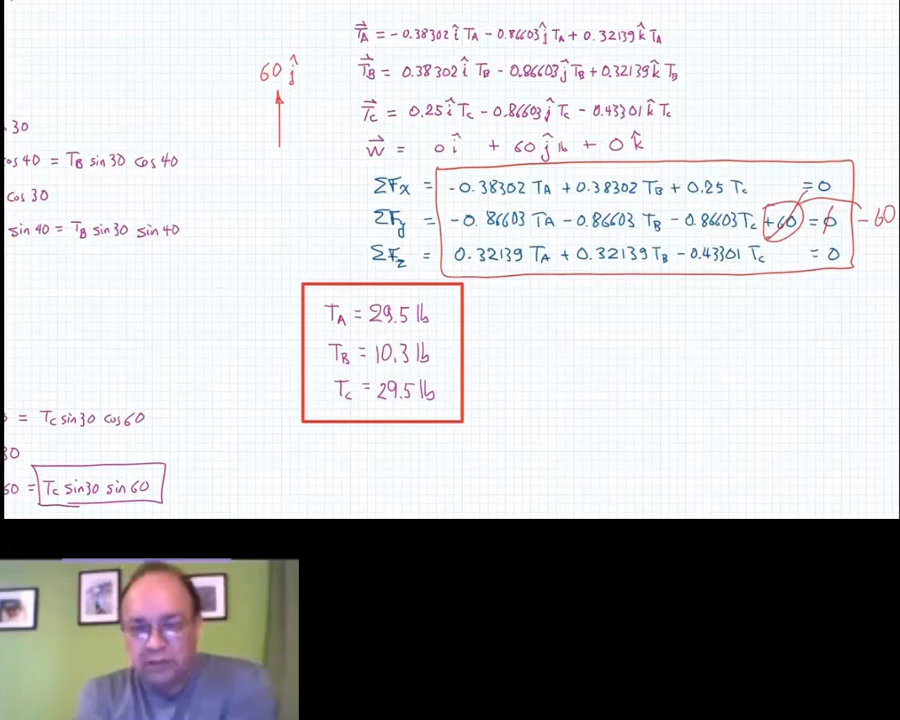 T⃗A = -0.38302 î TA - 0.86603 ĵ TA + 0.32139 k̂ TA
60 ĵ
T⃗B = 0.38302 î TB - 0.86603 ĵ TB + 0.32139 k̂ TB
T⃗C = 0.25 î TC - 0.86603 ĵ TC - 0.43301 k̂ TC
30
W⃗ = 0 î + 60 ĵ lb + 0 k̂
os 40 = TB sin 30 cos 40
ΣFx = -0.38302 TA + 0.38302 TB + 0.25 TC = 0
cos 30
ΣFy = -0.86603 TA - 0.86603 TB - 0.86603 TC +60 = 0 -60
sin 40 = TB sin 30 sin 40
ΣFz = 0.32139 TA + 0.32139 TB - 0.43301 TC = 0
TA = 29.5 lb
TB = 10.3 lb
TC = 29.5 lb
= TC sin 30 cos 60
30
60 = TC sin 30 sin 60